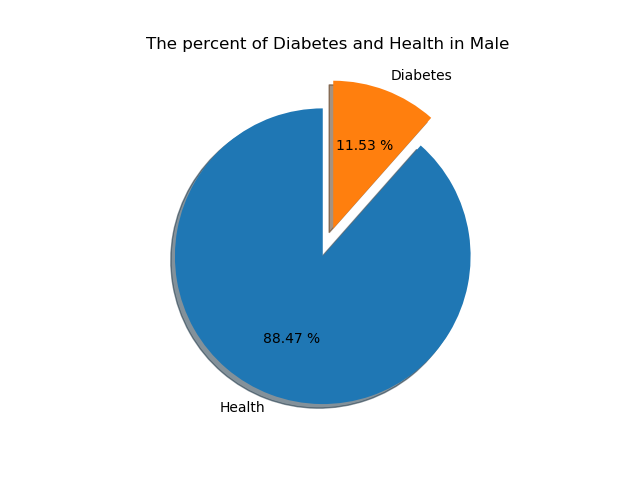 The percent of Diabetes and Health in Male
Diabetes
11.53 %
88.47 %
Health